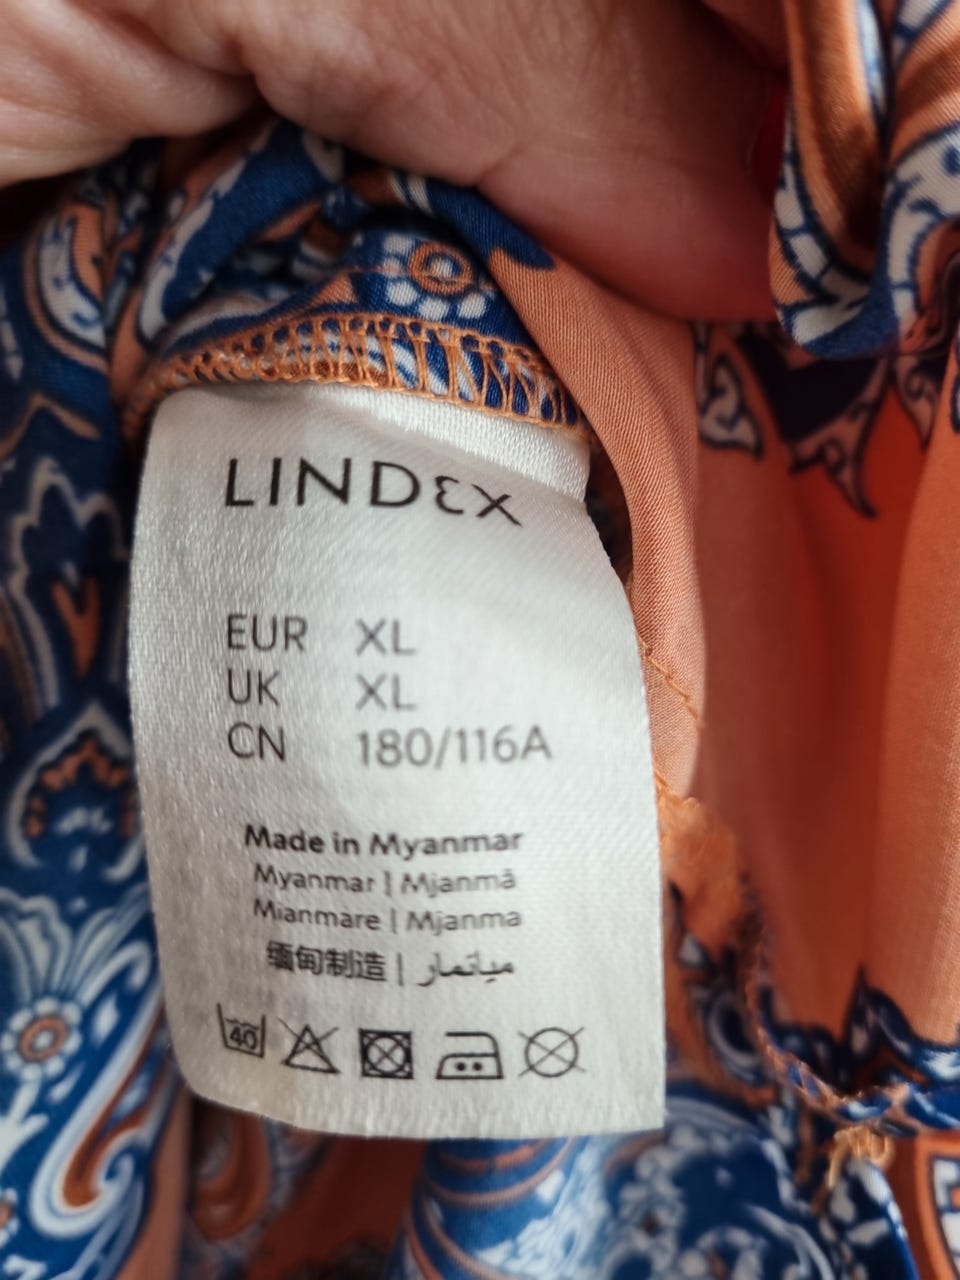 LINDEX
EUR XL
UK XL
CN 180/116A
Made in Myanmar
Myanmar | Mjanmā
Mianmare | Mjanma
缅甸制造 | ميانمار
40